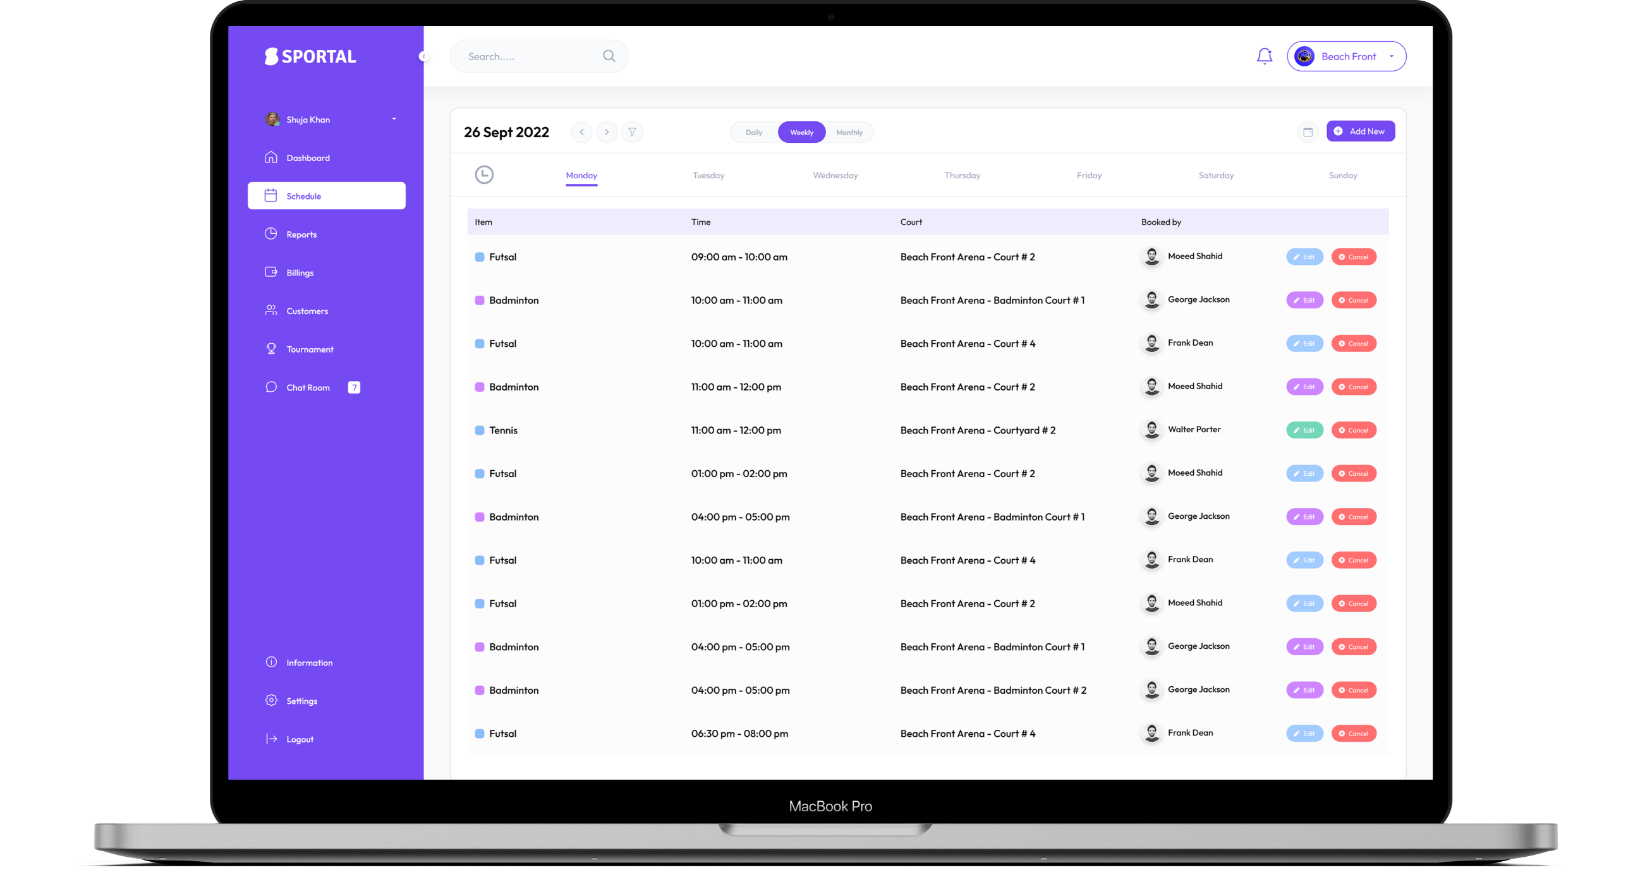 SPORTAL
Search.....
Beach Front
Shuja Khan
Dashboard
Schedule
Reports
Billings
Customers
Tournament
Chat Room 7
Information
Settings
Logout
26 Sept 2022
Daily Weekly Monthly
Add New
Monday Tuesday Wednesday Thursday Friday Saturday Sunday
Item Time Court Booked by
Futsal 09:00 am - 10:00 am Beach Front Arena - Court # 2 Moeed Shahid Edit Cancel
Badminton 10:00 am - 11:00 am Beach Front Arena - Badminton Court # 1 George Jackson Edit Cancel
Futsal 10:00 am - 11:00 am Beach Front Arena - Court # 4 Frank Dean Edit Cancel
Badminton 11:00 am - 12:00 pm Beach Front Arena - Court # 2 Moeed Shahid Edit Cancel
Tennis 11:00 am - 12:00 pm Beach Front Arena - Courtyard # 2 Walter Porter Edit Cancel
Futsal 01:00 pm - 02:00 pm Beach Front Arena - Court # 2 Moeed Shahid Edit Cancel
Badminton 04:00 pm - 05:00 pm Beach Front Arena - Badminton Court # 1 George Jackson Edit Cancel
Futsal 10:00 am - 11:00 am Beach Front Arena - Court # 4 Frank Dean Edit Cancel
Futsal 01:00 pm - 02:00 pm Beach Front Arena - Court # 2 Moeed Shahid Edit Cancel
Badminton 04:00 pm - 05:00 pm Beach Front Arena - Badminton Court # 1 George Jackson Edit Cancel
Badminton 04:00 pm - 05:00 pm Beach Front Arena - Badminton Court # 2 George Jackson Edit Cancel
Futsal 06:30 pm - 08:00 pm Beach Front Arena - Court # 4 Frank Dean Edit Cancel
MacBook Pro